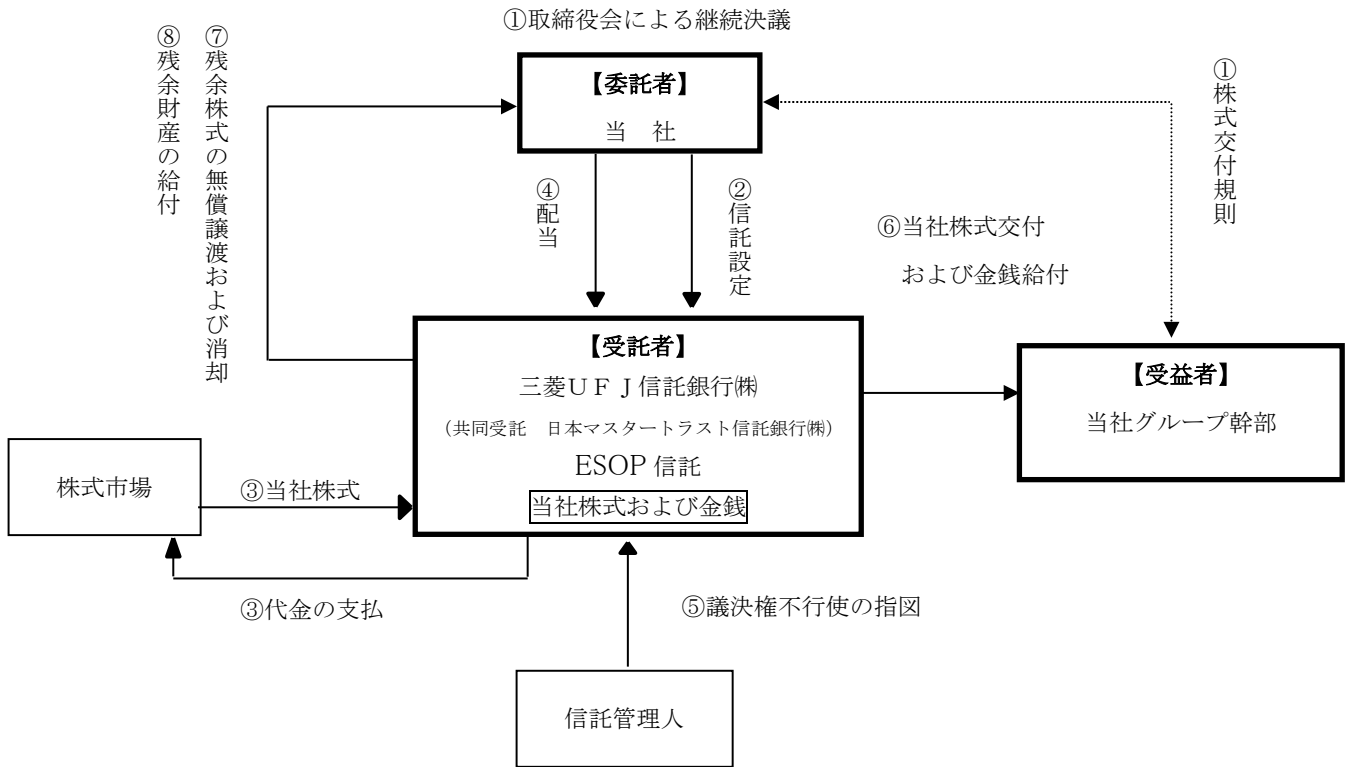 ①取締役会による継続決議
⑧残余財産の給付
⑦残余株式の無償譲渡および消却
【委託者】
当 社
①株式交付規則
④配当
②信託設定
⑥当社株式交付
および金銭給付
【受託者】
三菱ＵＦＪ信託銀行㈱
（共同受託 日本マスタートラスト信託銀行㈱）
ESOP 信託
当社株式および金銭
【受益者】
当社グループ幹部
株式市場
③当社株式
③代金の支払
⑤議決権不行使の指図
信託管理人